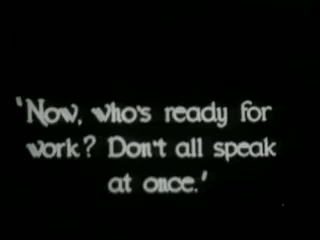 'Now, who's ready for
work? Don't all speak
at once.'